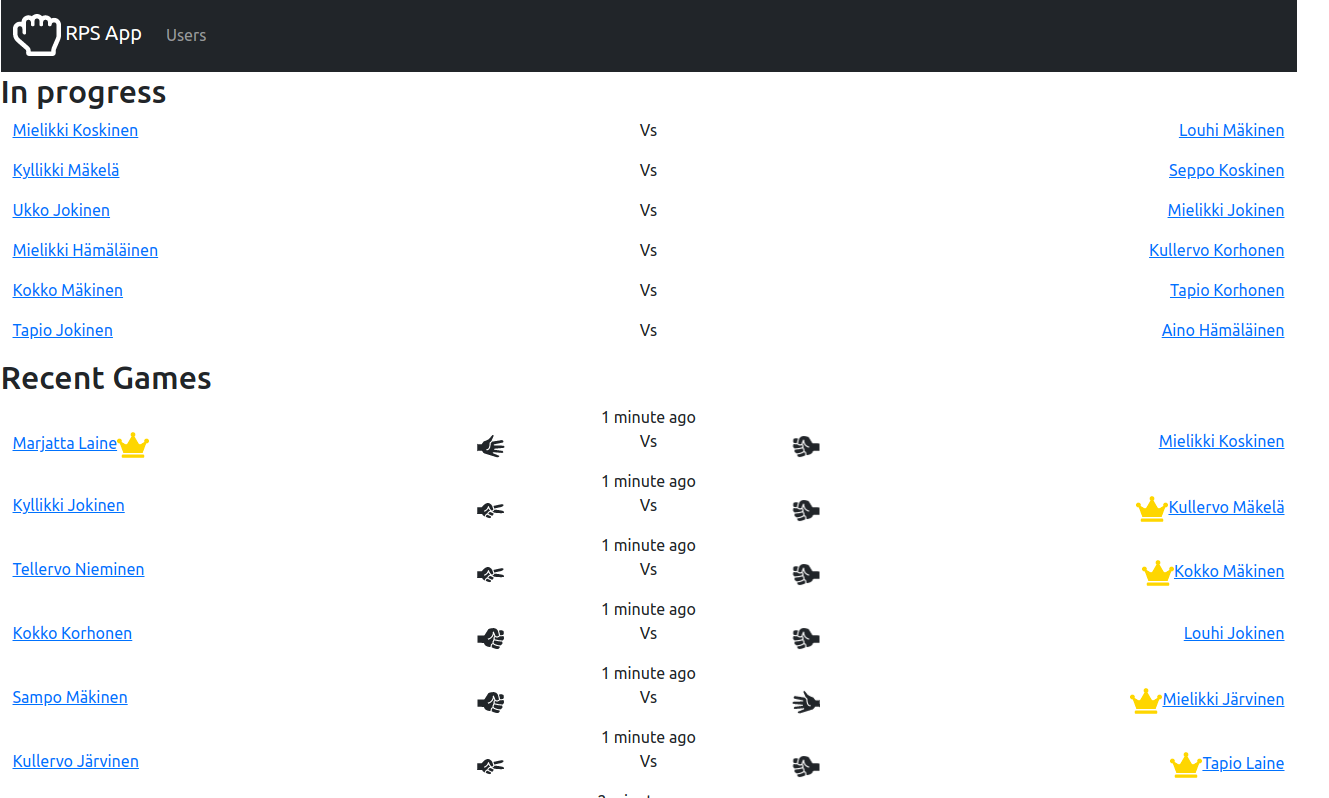 RPS App Users
In progress
Mielikki Koskinen Vs Louhi Mäkinen
Kyllikki Mäkelä Vs Seppo Koskinen
Ukko Jokinen Vs Mielikki Jokinen
Mielikki Hämäläinen Vs Kullervo Korhonen
Kokko Mäkinen Vs Tapio Korhonen
Tapio Jokinen Vs Aino Hämäläinen
Recent Games
1 minute ago
Marjatta Laine Vs Mielikki Koskinen
1 minute ago
Kyllikki Jokinen Vs Kullervo Mäkelä
1 minute ago
Tellervo Nieminen Vs Kokko Mäkinen
1 minute ago
Kokko Korhonen Vs Louhi Jokinen
1 minute ago
Sampo Mäkinen Vs Mielikki Järvinen
1 minute ago
Kullervo Järvinen Vs Tapio Laine